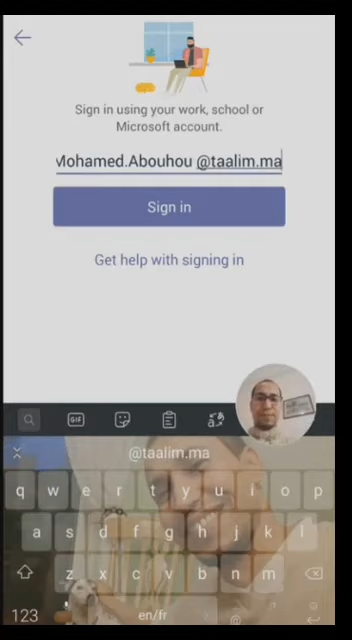 Sign in using your work, school or
Microsoft account.
Mohamed.Abouhou @taalim.ma
Sign in
Get help with signing in
GIF
@taalim.ma
q w e r t y u i o p
a s d f g h j k l
z x c v b n m
123 en/fr @